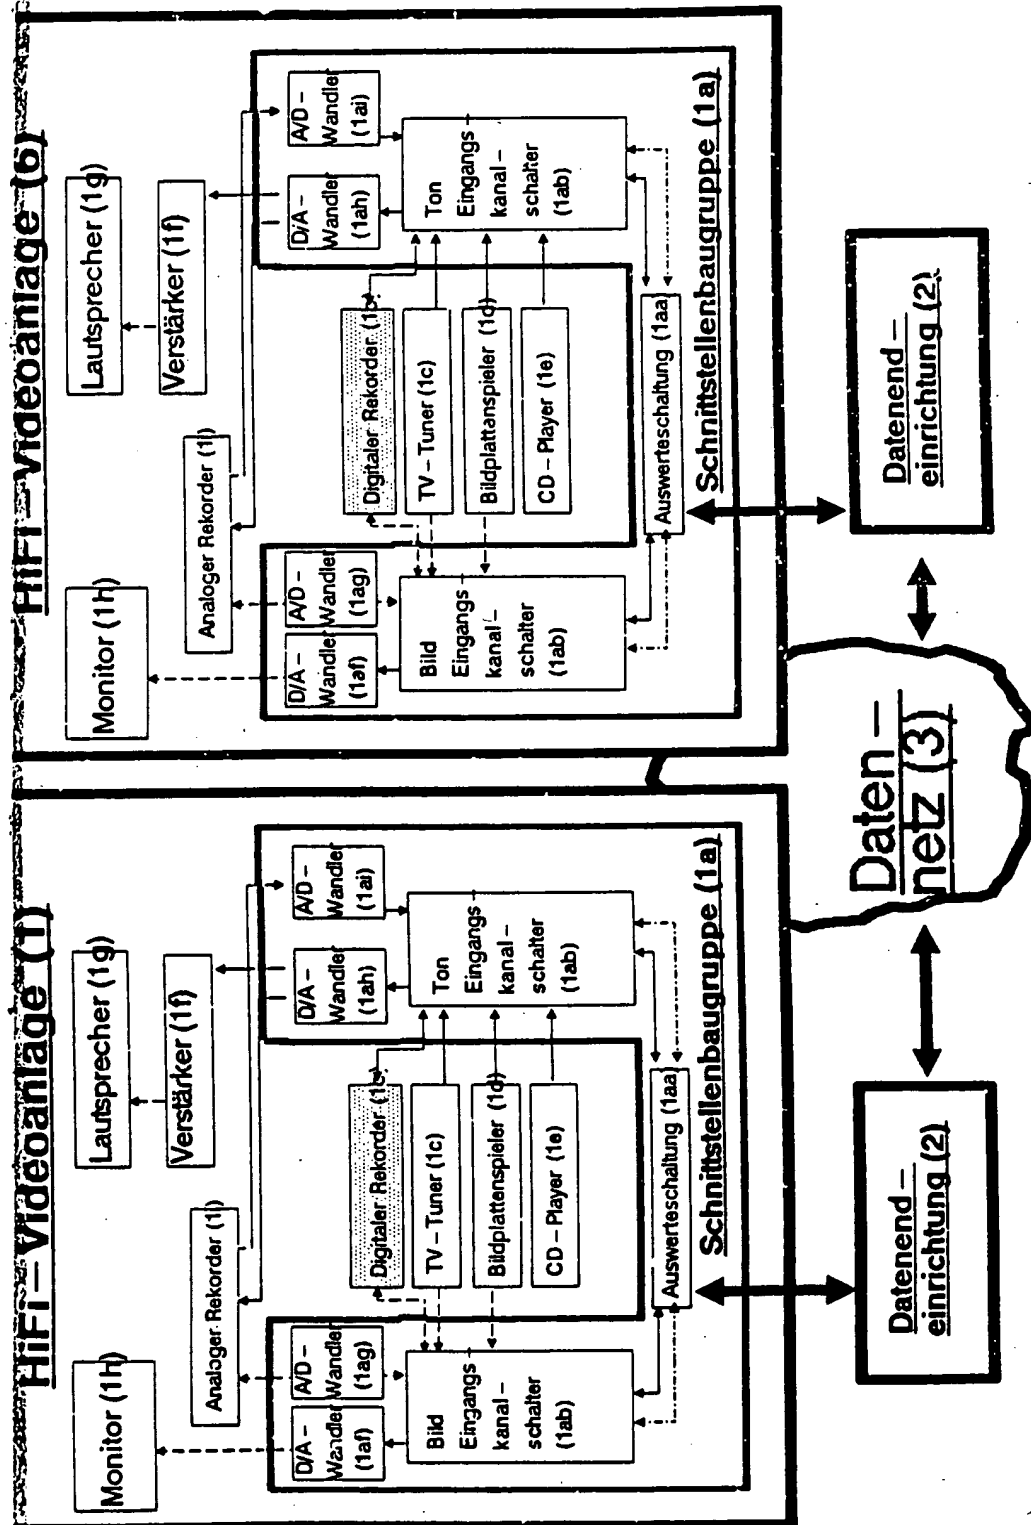 HiFi–Videoanlage (1)
Monitor (1h)
Lautsprecher (1g)
Verstärker (1f)
Analoger Rekorder (1i)
D/A–
Wandler
(1af)
A/D–
Wandler
(1ag)
D/A–
Wandler
(1ah)
A/D–
Wandler
(1ai)
Digitaler Rekorder
TV–Tuner (1c)
Bildplattenspieler (1d)
CD–Player (1e)
Bild
Eingangs–
kanal–
schalter
(1ab)
Ton
Eingangs–
kanal–
schalter
(1ab)
Auswerteschaltung (1aa)
Schnittstellenbaugruppe (1a)
Datenend–
einrichtung (2)
HiFi–Videoanlage (6)
Monitor (1h)
Lautsprecher (1g)
Verstärker (1f)
Analoger Rekorder (1i)
D/A–
Wandler
(1af)
A/D–
Wandler
(1ag)
D/A–
Wandler
(1ah)
A/D–
Wandler
(1ai)
Digitaler Rekorder
TV–Tuner (1c)
Bildplattanspieler (1d)
CD–Player (1e)
Bild
Eingangs–
kanal–
schalter
(1ab)
Ton
Eingangs–
kanal–
schalter
(1ab)
Auswerteschaltung (1aa)
Schnittstellenbaugruppe (1a)
Datenend–
einrichtung (2)
Daten–
netz (3)